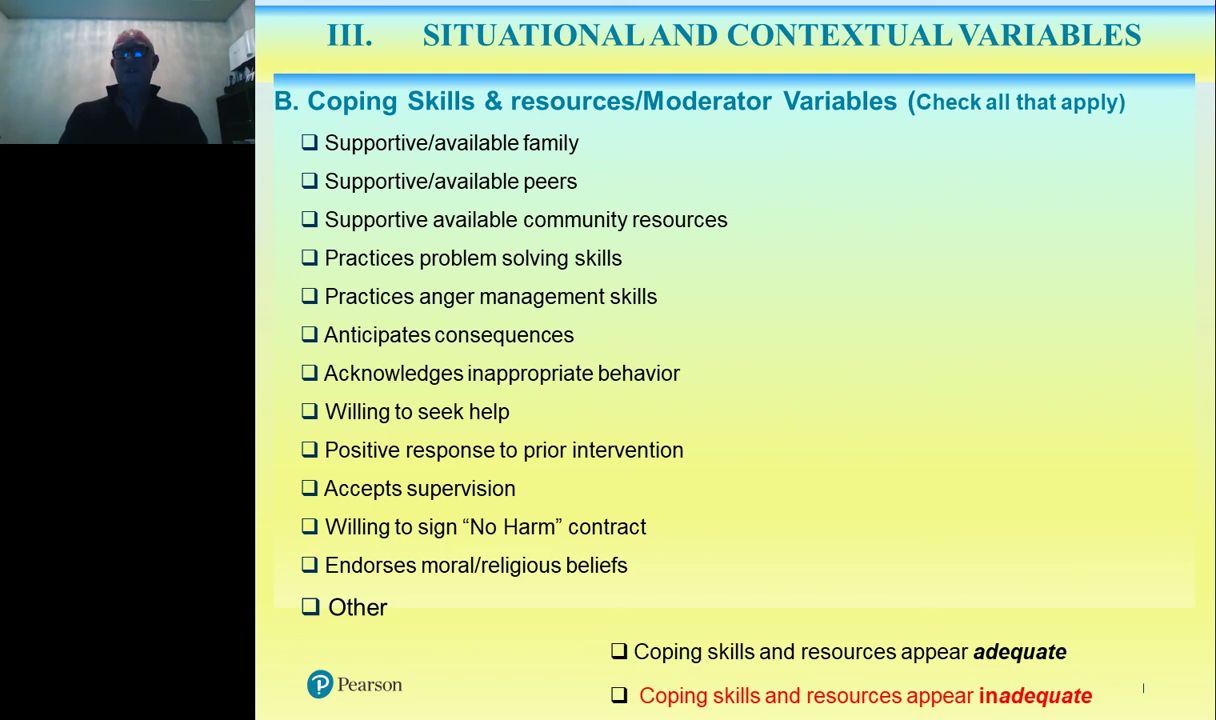 III. SITUATIONAL AND CONTEXTUAL VARIABLES
B. Coping Skills & resources/Moderator Variables (Check all that apply)
❑ Supportive/available family
❑ Supportive/available peers
❑ Supportive available community resources
❑ Practices problem solving skills
❑ Practices anger management skills
❑ Anticipates consequences
❑ Acknowledges inappropriate behavior
❑ Willing to seek help
❑ Positive response to prior intervention
❑ Accepts supervision
❑ Willing to sign “No Harm” contract
❑ Endorses moral/religious beliefs
❑ Other
❑ Coping skills and resources appear adequate
❑ Coping skills and resources appear inadequate
Pearson